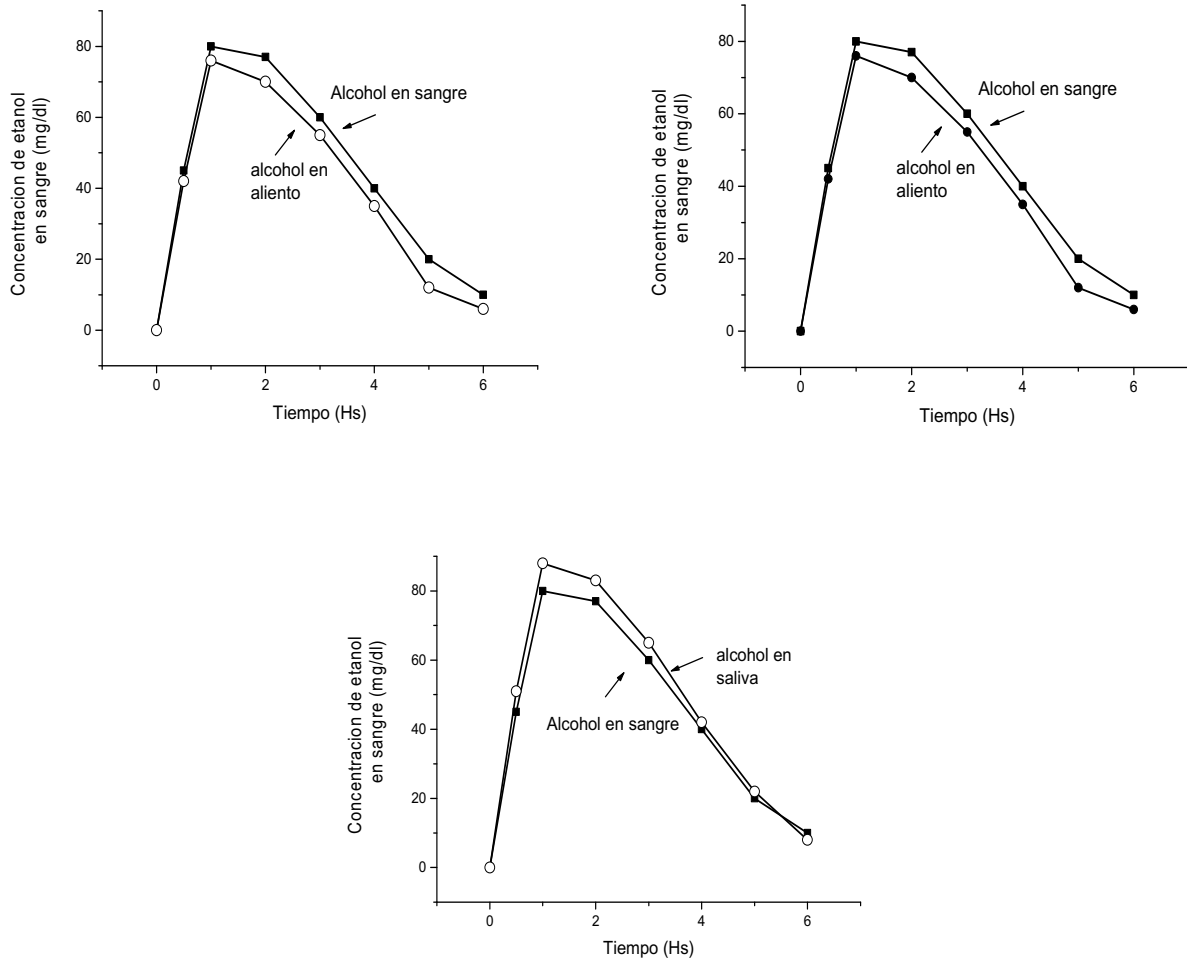 Concentracion de etanol
en sangre (mg/dl)
80
60
40
20
0
Alcohol en sangre
alcohol en
aliento
0
2
4
6
Tiempo (Hs)
Concentracion de etanol
en sangre (mg/dl)
80
60
40
20
0
Alcohol en sangre
alcohol en
aliento
0
2
4
6
Tiempo (Hs)
Concentracion de etanol
en sangre (mg/dl)
80
60
40
20
0
alcohol en
saliva
Alcohol en sangre
0
2
4
6
Tiempo (Hs)